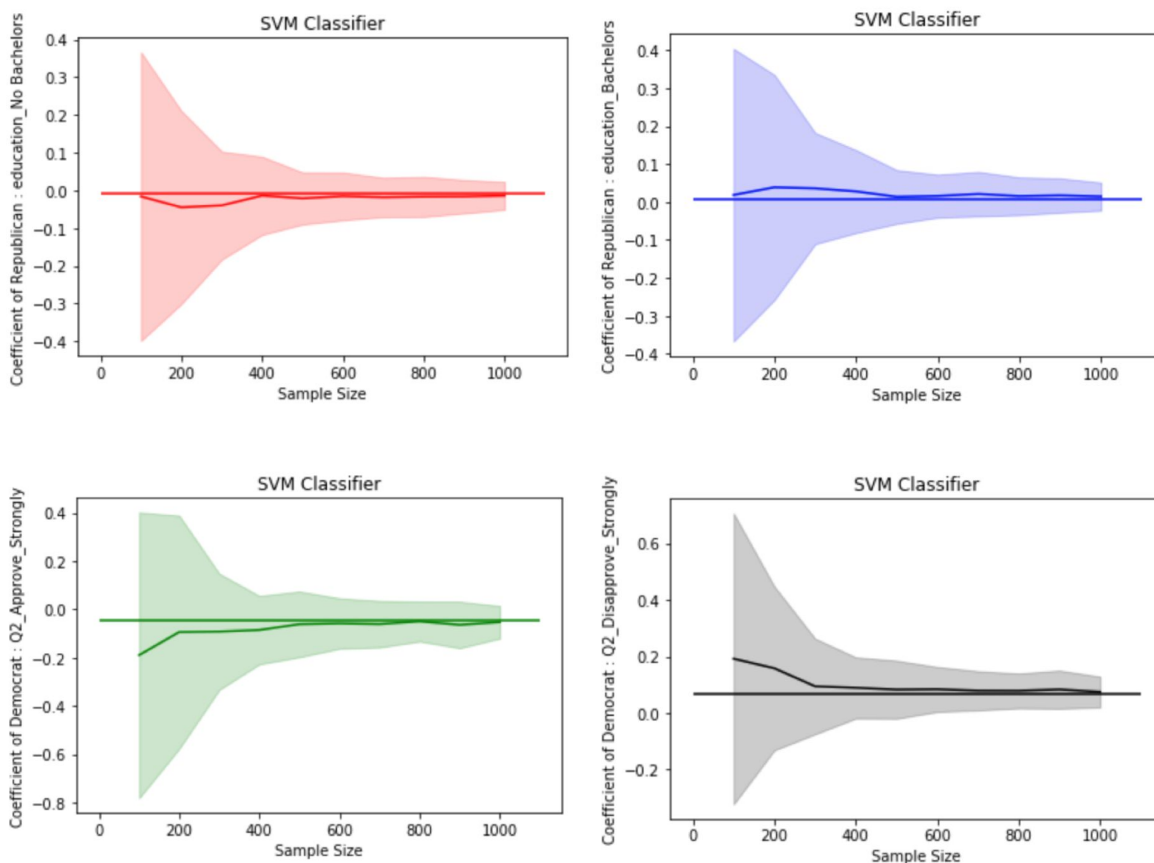 SVM Classifier
Coefficient of Republican : education_No Bachelors
0.4
0.3
0.2
0.1
0.0
−0.1
−0.2
−0.3
−0.4
0 200 400 600 800 1000
Sample Size
SVM Classifier
Coefficient of Republican : education_Bachelors
0.4
0.3
0.2
0.1
0.0
−0.1
−0.2
−0.3
−0.4
0 200 400 600 800 1000
Sample Size
SVM Classifier
Coefficient of Democrat : Q2_Approve_Strongly
0.4
0.2
0.0
−0.2
−0.4
−0.6
−0.8
0 200 400 600 800 1000
Sample Size
SVM Classifier
Coefficient of Democrat : Q2_Disapprove_Strongly
0.6
0.4
0.2
0.0
−0.2
0 200 400 600 800 1000
Sample Size